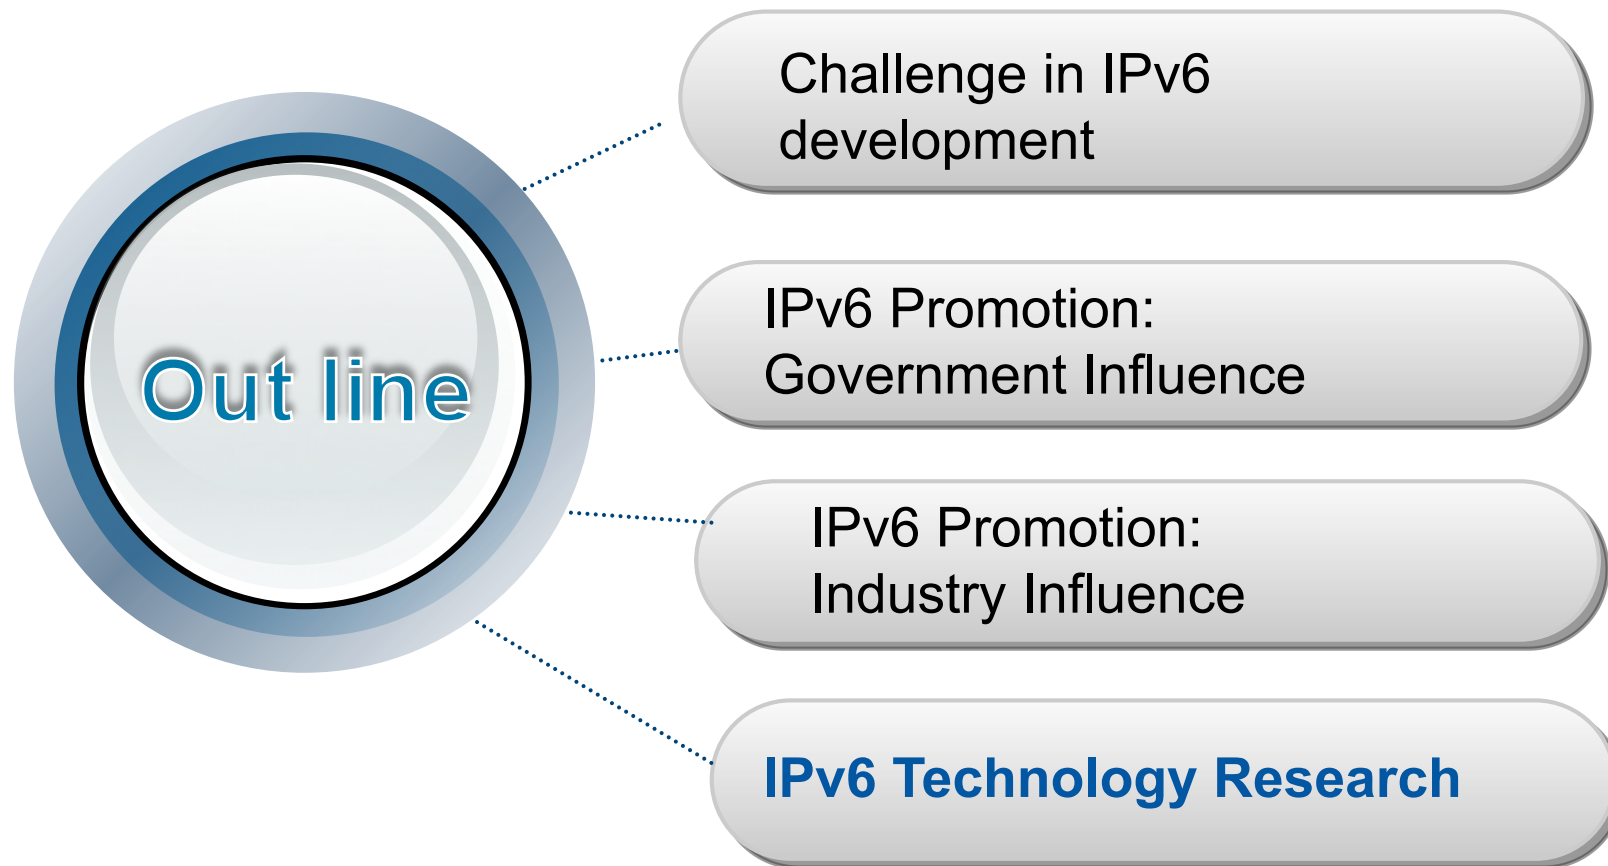 Out line
Challenge in IPv6
development
IPv6 Promotion:
Government Influence
IPv6 Promotion:
Industry Influence
IPv6 Technology Research